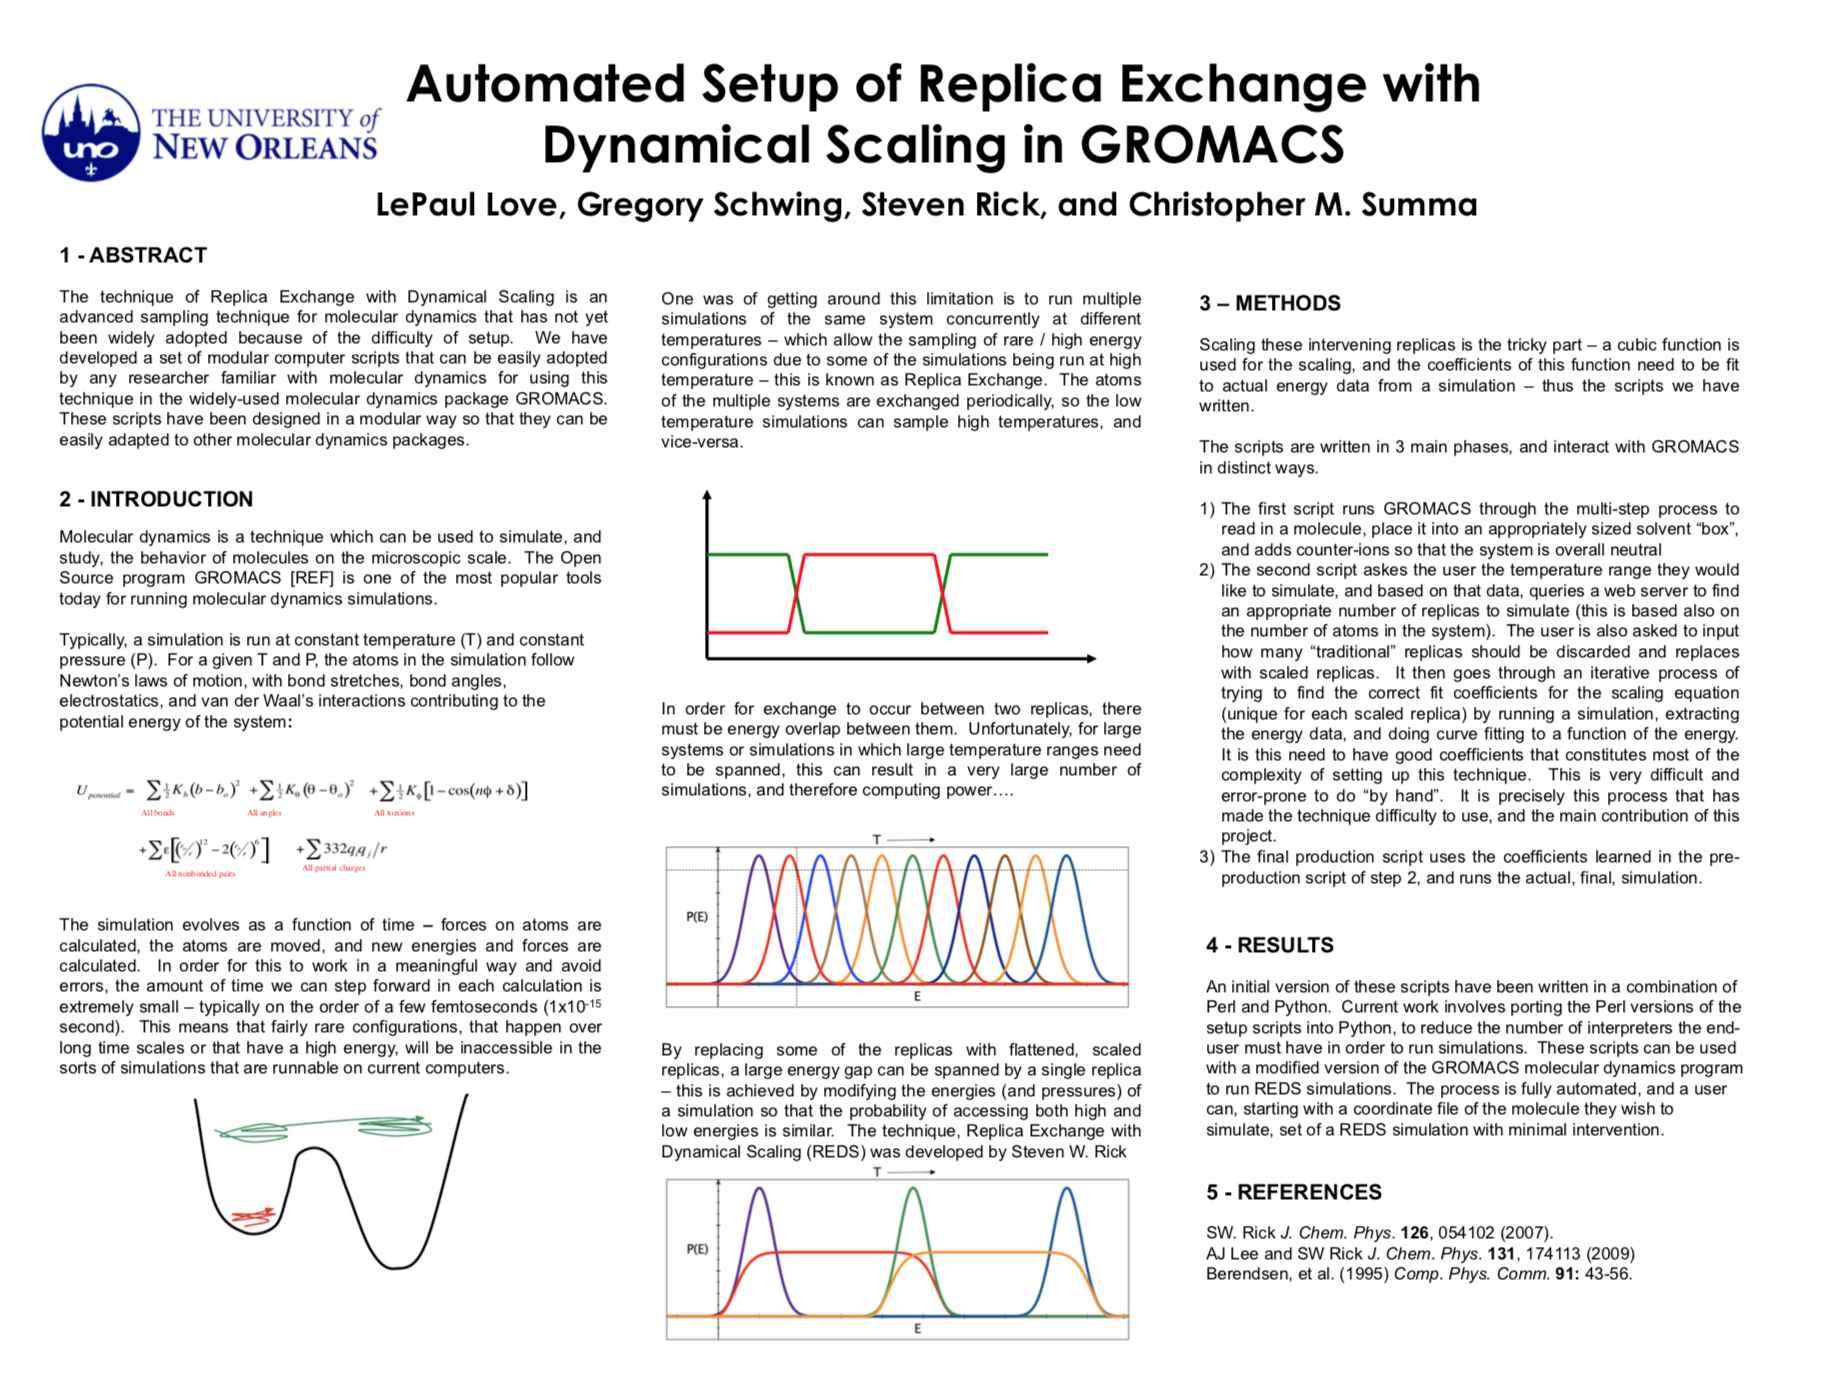 THE UNIVERSITY of
NEW ORLEANS
uno
Automated Setup of Replica Exchange with
Dynamical Scaling in GROMACS
LePaul Love, Gregory Schwing, Steven Rick, and Christopher M. Summa
1 - ABSTRACT
The technique of Replica Exchange with Dynamical Scaling is an
advanced sampling technique for molecular dynamics that has not yet
been widely adopted because of the difficulty of setup. We have
developed a set of modular computer scripts that can be easily adopted
by any researcher familiar with molecular dynamics for using this
technique in the widely-used molecular dynamics package GROMACS.
These scripts have been designed in a modular way so that they can be
easily adapted to other molecular dynamics packages.
2 - INTRODUCTION
Molecular dynamics is a technique which can be used to simulate, and
study, the behavior of molecules on the microscopic scale. The Open
Source program GROMACS [REF] is one of the most popular tools
today for running molecular dynamics simulations.
Typically, a simulation is run at constant temperature (T) and constant
pressure (P). For a given T and P, the atoms in the simulation follow
Newton's laws of motion, with bond stretches, bond angles,
electrostatics, and van der Waal's interactions contributing to the
potential energy of the system:
U potential = ∑½K_b(b−b_o)² +∑½K_θ(θ−θ_o)² +∑½K_ϕ[1−cos(nϕ+δ)]
All bonds All angles All torsions
+∑ε[(r₀/r)¹²−2(r₀/r)⁶] +∑332q_iq_j/r
All nonbonded pairs All partial charges
The simulation evolves as a function of time – forces on atoms are
calculated, the atoms are moved, and new energies and forces are
calculated. In order for this to work in a meaningful way and avoid
errors, the amount of time we can step forward in each calculation is
extremely small – typically on the order of a few femtoseconds (1x10⁻¹⁵
second). This means that fairly rare configurations, that happen over
long time scales or that have a high energy, will be inaccessible in the
sorts of simulations that are runnable on current computers.
One was of getting around this limitation is to run multiple
simulations of the same system concurrently at different
temperatures – which allow the sampling of rare / high energy
configurations due to some of the simulations being run at high
temperature – this is known as Replica Exchange. The atoms
of the multiple systems are exchanged periodically, so the low
temperature simulations can sample high temperatures, and
vice-versa.
In order for exchange to occur between two replicas, there
must be energy overlap between them. Unfortunately, for large
systems or simulations in which large temperature ranges need
to be spanned, this can result in a very large number of
simulations, and therefore computing power….
T
P(E)
E
By replacing some of the replicas with flattened, scaled
replicas, a large energy gap can be spanned by a single replica
– this is achieved by modifying the energies (and pressures) of
a simulation so that the probability of accessing both high and
low energies is similar. The technique, Replica Exchange with
Dynamical Scaling (REDS) was developed by Steven W. Rick
T
P(E)
E
3 – METHODS
Scaling these intervening replicas is the tricky part – a cubic function is
used for the scaling, and the coefficients of this function need to be fit
to actual energy data from a simulation – thus the scripts we have
written.
The scripts are written in 3 main phases, and interact with GROMACS
in distinct ways.
1) The first script runs GROMACS through the multi-step process to
read in a molecule, place it into an appropriately sized solvent “box”,
and adds counter-ions so that the system is overall neutral
2) The second script askes the user the temperature range they would
like to simulate, and based on that data, queries a web server to find
an appropriate number of replicas to simulate (this is based also on
the number of atoms in the system). The user is also asked to input
how many “traditional” replicas should be discarded and replaces
with scaled replicas. It then goes through an iterative process of
trying to find the correct fit coefficients for the scaling equation
(unique for each scaled replica) by running a simulation, extracting
the energy data, and doing curve fitting to a function of the energy.
It is this need to have good coefficients that constitutes most of the
complexity of setting up this technique. This is very difficult and
error-prone to do “by hand”. It is precisely this process that has
made the technique difficulty to use, and the main contribution of this
project.
3) The final production script uses the coefficients learned in the pre-
production script of step 2, and runs the actual, final, simulation.
4 - RESULTS
An initial version of these scripts have been written in a combination of
Perl and Python. Current work involves porting the Perl versions of the
setup scripts into Python, to reduce the number of interpreters the end-
user must have in order to run simulations. These scripts can be used
with a modified version of the GROMACS molecular dynamics program
to run REDS simulations. The process is fully automated, and a user
can, starting with a coordinate file of the molecule they wish to
simulate, set of a REDS simulation with minimal intervention.
5 - REFERENCES
SW. Rick J. Chem. Phys. 126, 054102 (2007).
AJ Lee and SW Rick J. Chem. Phys. 131, 174113 (2009)
Berendsen, et al. (1995) Comp. Phys. Comm. 91: 43-56.